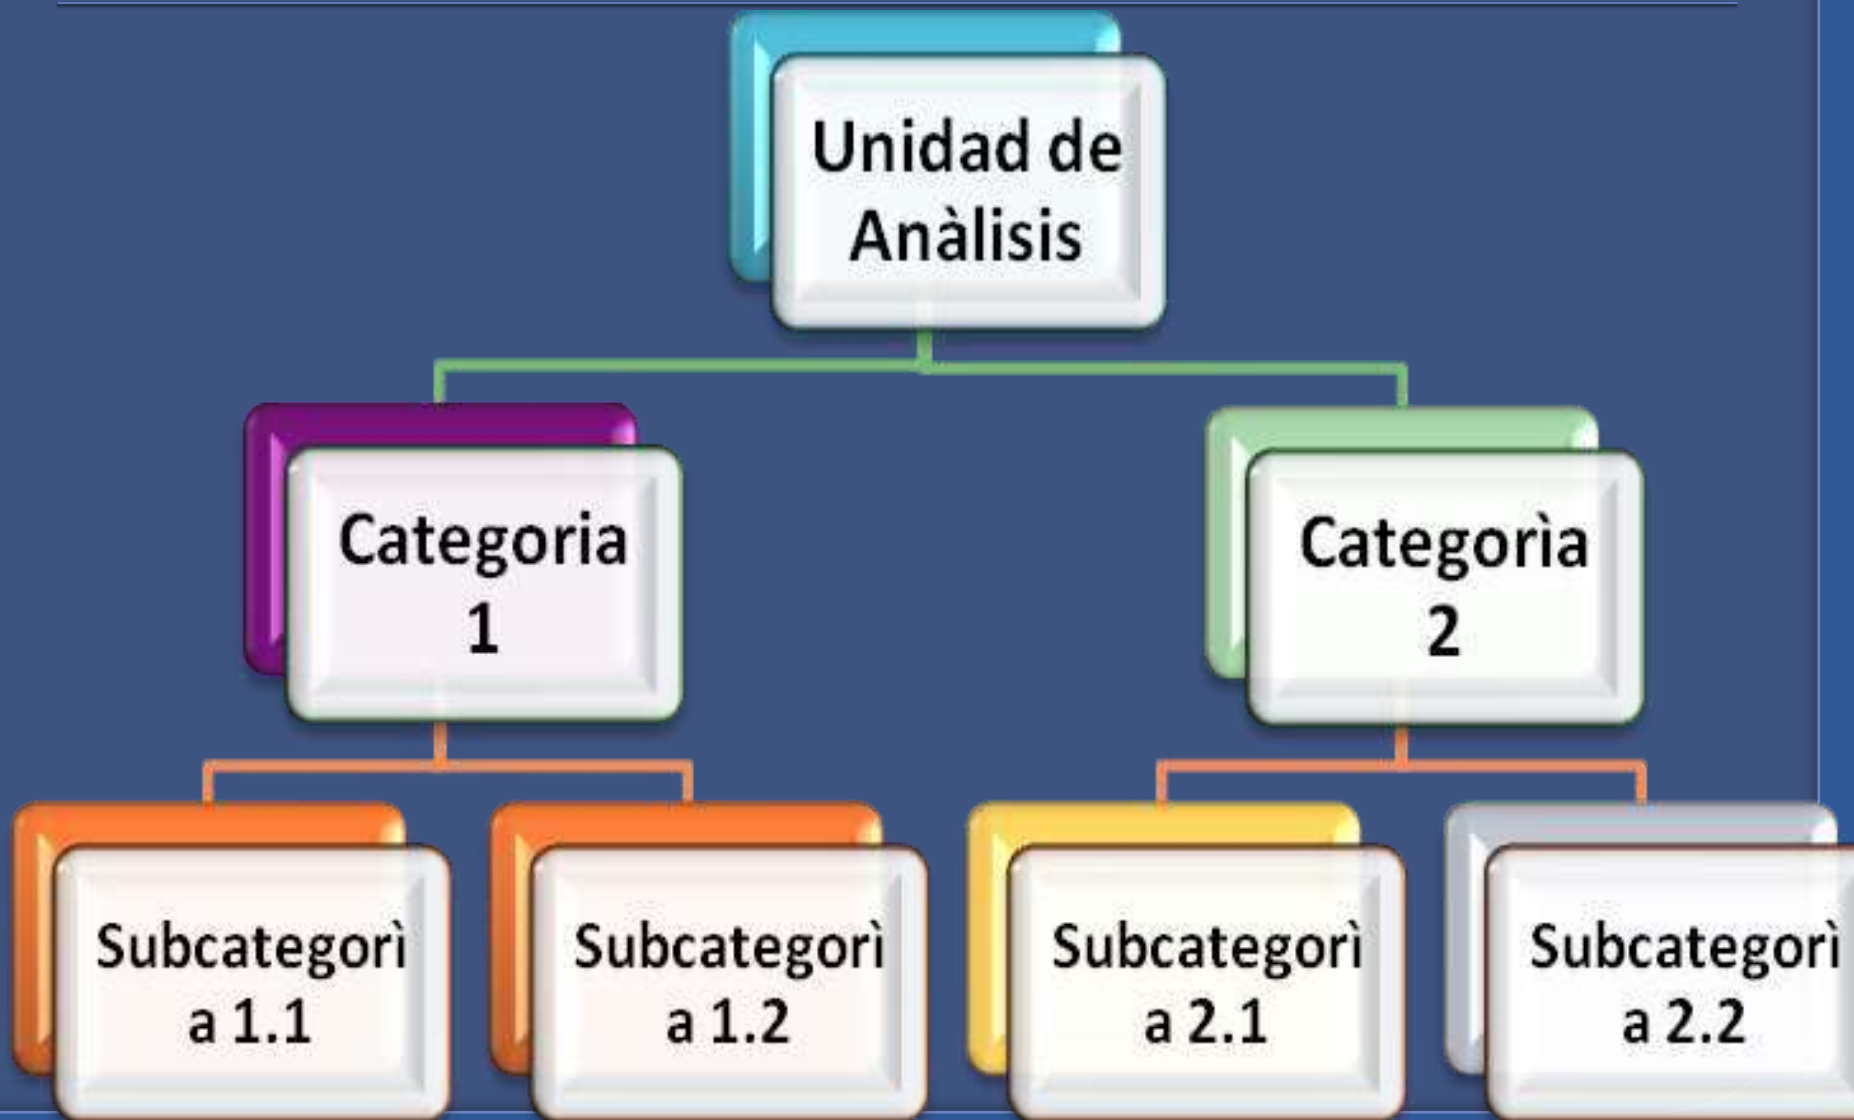 Unidad de
Anàlisis
Categoria
1
Categorìa
2
Subcategorì
a 1.1
Subcategorì
a 1.2
Subcategorì
a 2.1
Subcategorì
a 2.2